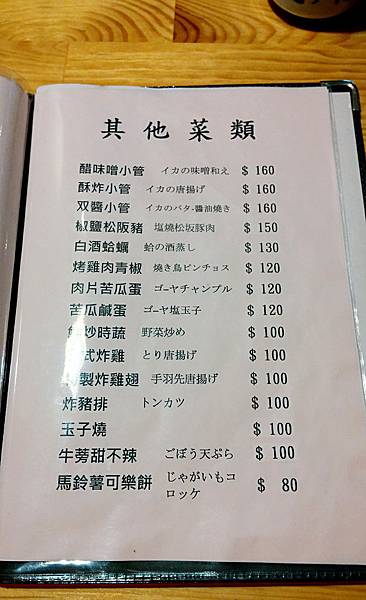 其他菜類
醋味噌小管 イカの味噌和え $ 160
酥炸小管 イカの唐揚げ $ 160
双醬小管 イカのバタ-醬油燒き $ 160
椒鹽松阪豬 塩燒松坂豚肉 $ 150
白酒蛤蠣 蛤の酒蒸し $ 130
烤雞肉青椒 燒き鳥ピンチョス $ 120
肉片苦瓜蛋 ゴーヤチャンプル $ 120
苦瓜鹹蛋 ゴーヤ塩玉子 $ 120
炒時蔬 野菜炒め $ 100
式炸雞 とり唐揚げ $ 100
製炸雞翅 手羽先唐揚げ $ 100
炸豬排 トンカツ $ 100
玉子燒 $ 100
牛蒡甜不辣 ごぼう天ぷら $ 100
馬鈴薯可樂餅 じゃがいもコ
ロッケ $ 80